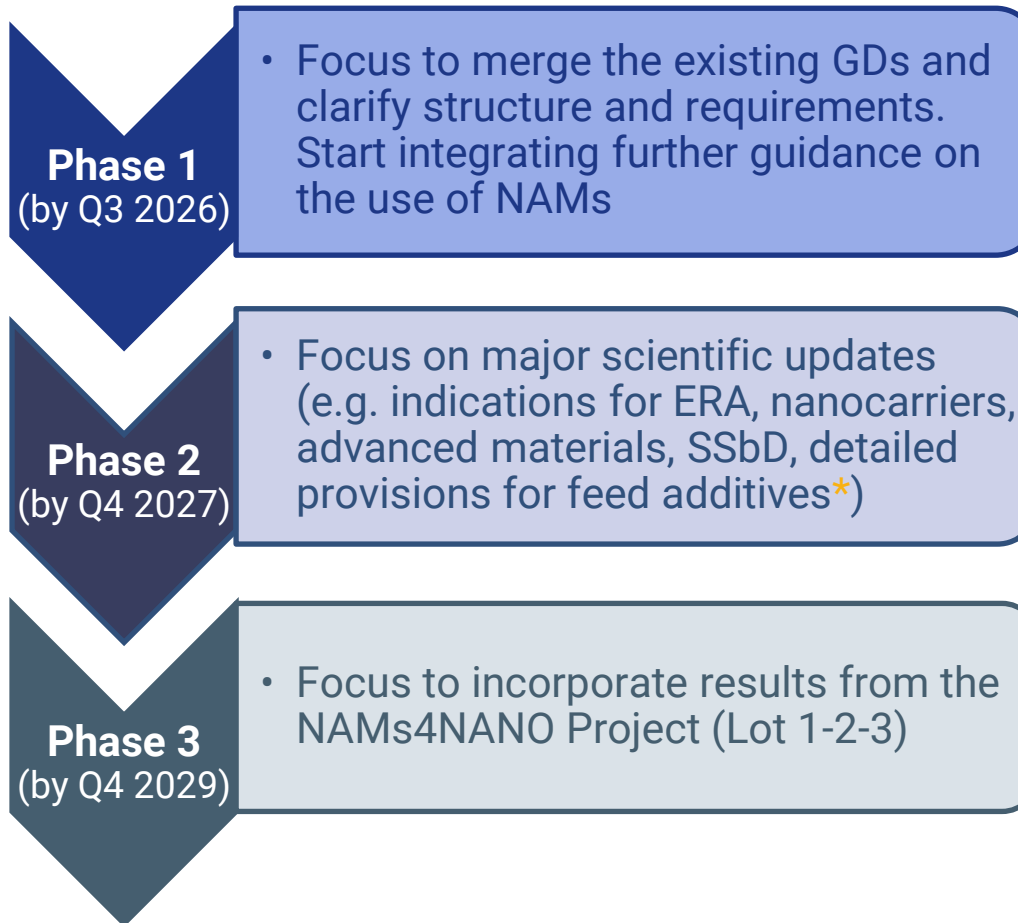 Phase 1
(by Q3 2026)
• Focus to merge the existing GDs and
clarify structure and requirements.
Start integrating further guidance on
the use of NAMs
Phase 2
(by Q4 2027)
• Focus on major scientific updates
(e.g. indications for ERA, nanocarriers,
advanced materials, SSbD, detailed
provisions for feed additives*)
Phase 3
(by Q4 2029)
• Focus to incorporate results from the
NAMs4NANO Project (Lot 1-2-3)